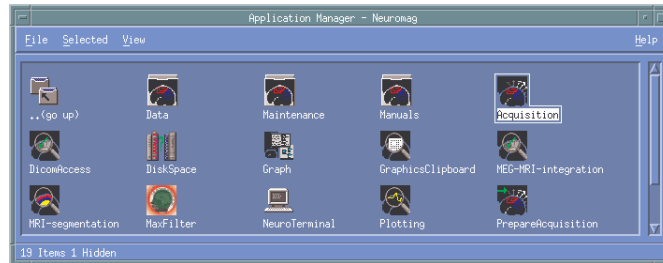 Application Manager - Neuromag
File Selected View Help
..(go up) Data Maintenance Manuals Acquisition
DicomAccess DiskSpace Graph GraphicsClipboard MEG-MRI-integration
MRI-segmentation MaxFilter NeuroTerminal Plotting PrepareAcquisition
19 Items 1 Hidden